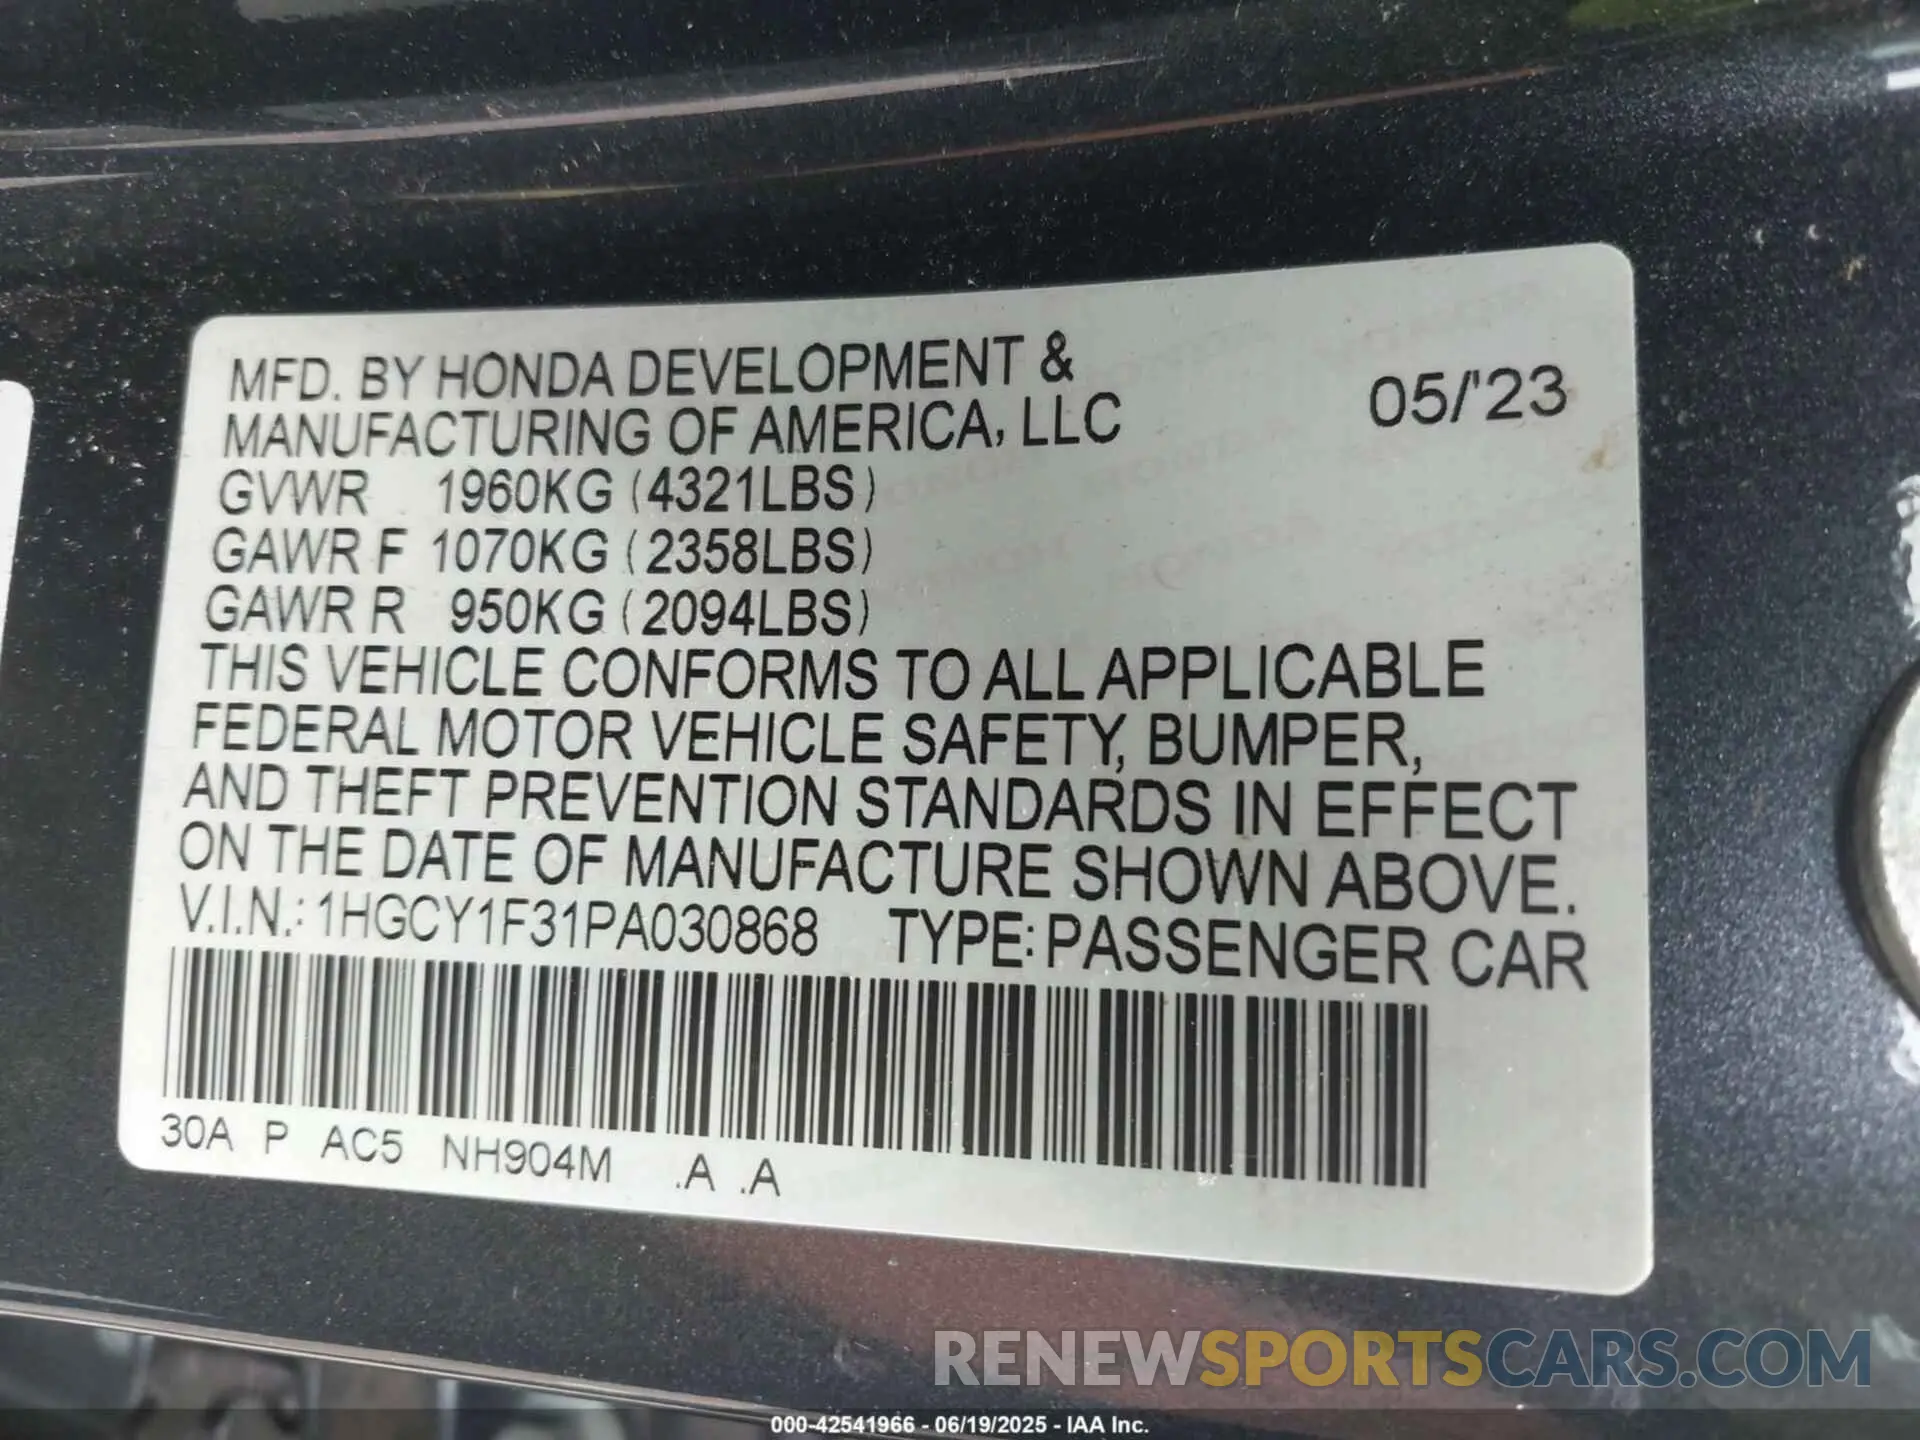 MFD. BY HONDA DEVELOPMENT &
MANUFACTURING OF AMERICA, LLC
05/'23
GVWR 1960KG (4321LBS)
GAWR F 1070KG (2358LBS)
GAWR R 950KG (2094LBS)
THIS VEHICLE CONFORMS TO ALL APPLICABLE
FEDERAL MOTOR VEHICLE SAFETY, BUMPER,
AND THEFT PREVENTION STANDARDS IN EFFECT
ON THE DATE OF MANUFACTURE SHOWN ABOVE.
V.I.N.: 1HGCY1F31PA030868 TYPE: PASSENGER CAR
30A P AC5 NH904M .A .A
RENEWSPORTSCARS.COM
000-42541966 - 06/19/2025 - IAA Inc.